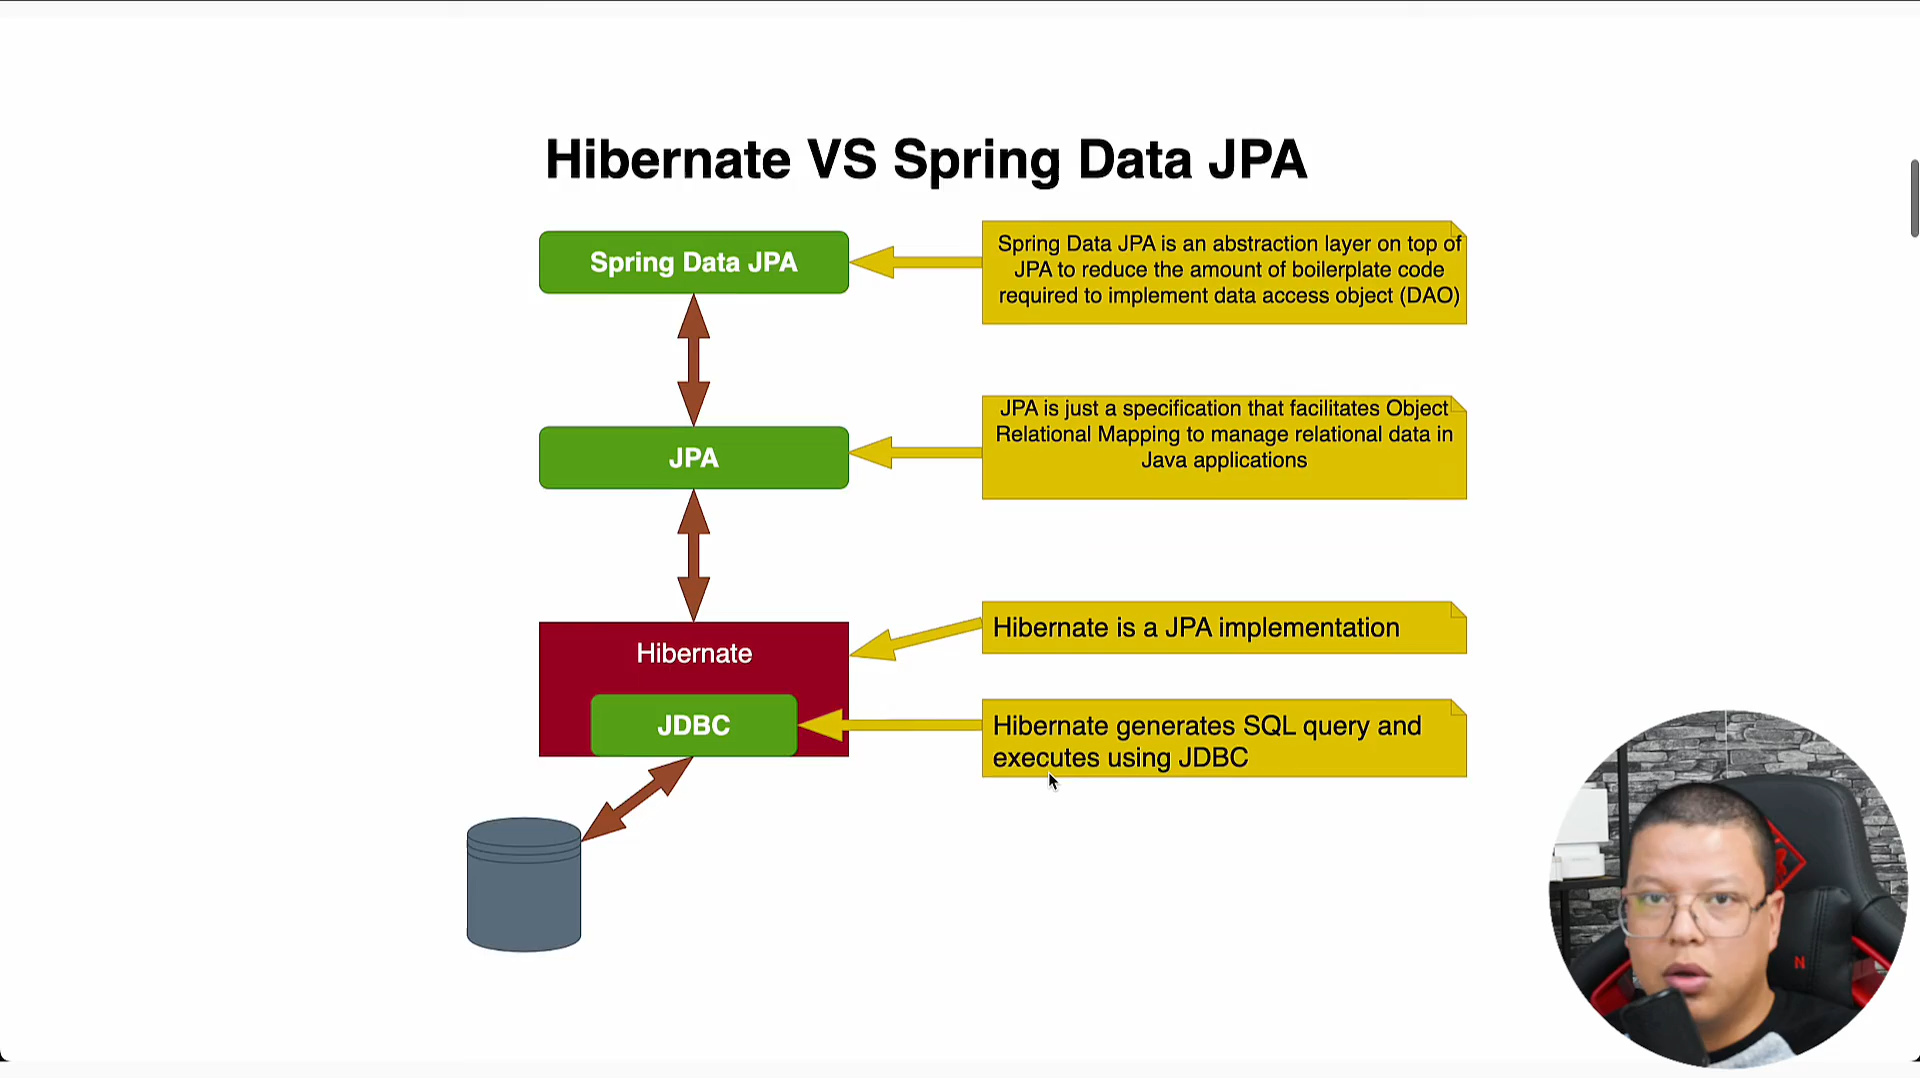 Hibernate VS Spring Data JPA
Spring Data JPA
Spring Data JPA is an abstraction layer on top of
JPA to reduce the amount of boilerplate code
required to implement data access object (DAO)
JPA
JPA is just a specification that facilitates Object
Relational Mapping to manage relational data in
Java applications
Hibernate
Hibernate is a JPA implementation
JDBC
Hibernate generates SQL query and
executes using JDBC
N